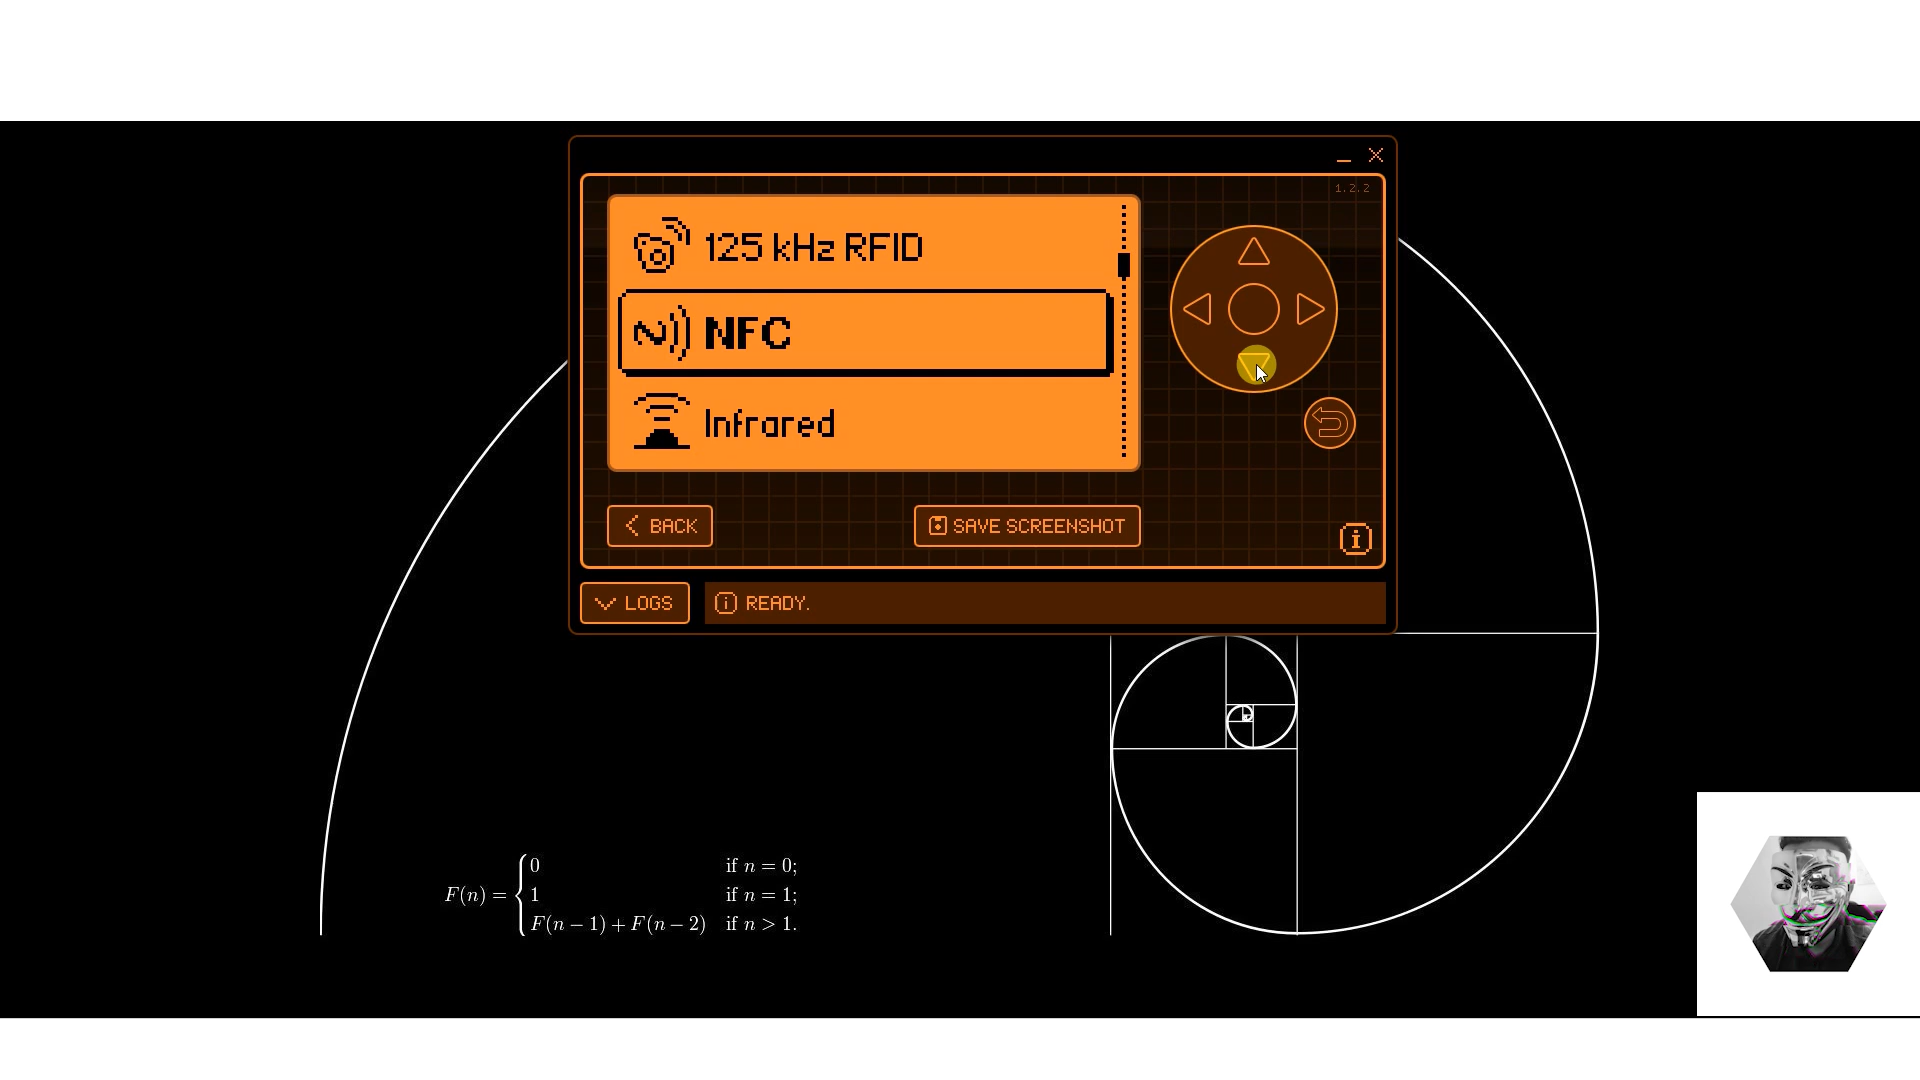 1.2.2
125 kHz RFID
NFC
Infrared
BACK
SAVE SCREENSHOT
LOGS
READY.
F(n) = { 0 if n = 0;
1 if n = 1;
F(n − 1) + F(n − 2) if n > 1.